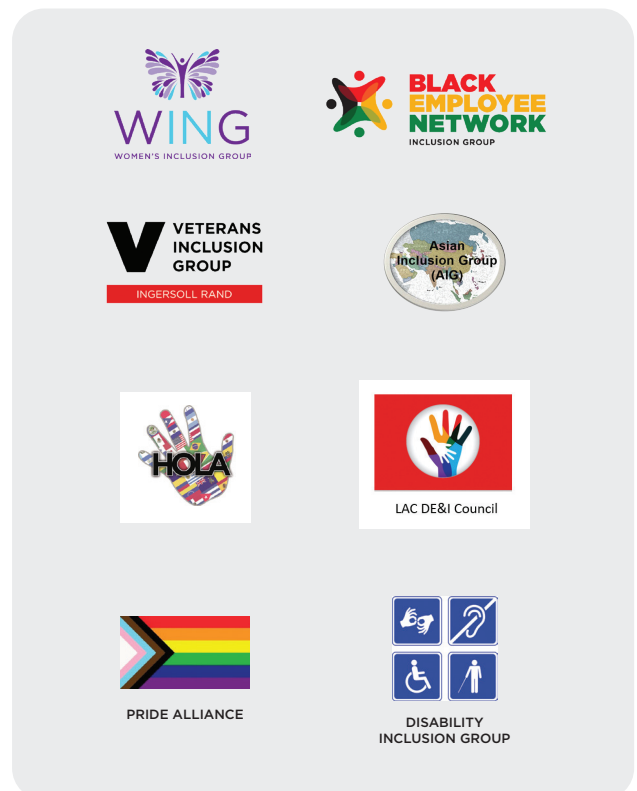 WING
WOMEN'S INCLUSION GROUP
BLACK
EMPLOYEE
NETWORK
INCLUSION GROUP
V VETERANS
INCLUSION
GROUP
INGERSOLL RAND
Asian
Inclusion Group
(AIG)
HOLA
LAC DE&I Council
PRIDE ALLIANCE
DISABILITY
INCLUSION GROUP